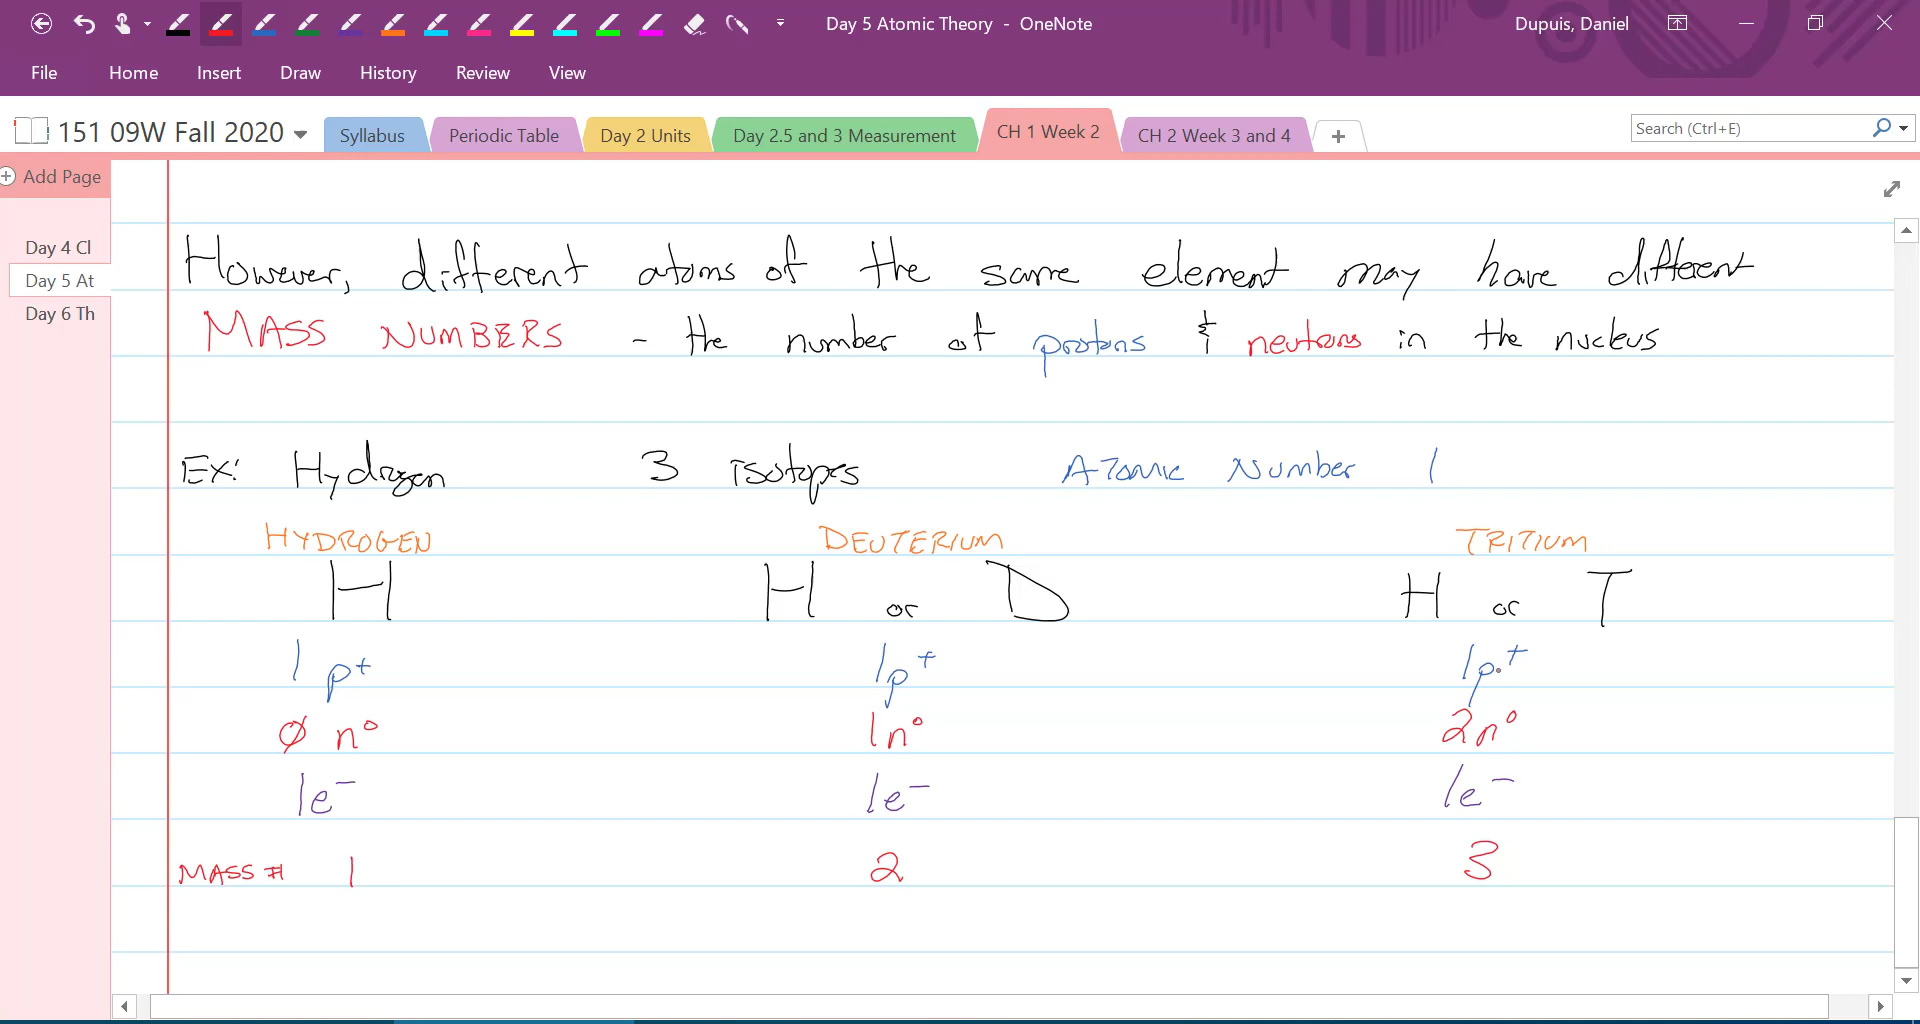 Day 5 Atomic Theory - OneNote
Dupuis, Daniel
File Home Insert Draw History Review View
151 09W Fall 2020
Syllabus Periodic Table Day 2 Units Day 2.5 and 3 Measurement CH 1 Week 2 CH 2 Week 3 and 4 +
Search (Ctrl+E)
Add Page
Day 4 Cl
Day 5 At
Day 6 Th
However, different atoms of the same element may have different
MASS NUMBERS - the number of protons & neutrons in the nucleus
EX: Hydrogen 3 isotopes Atomic Number 1
HYDROGEN DEUTERIUM TRITIUM
H H or D H or T
1 p+ 1p+ 1p+
0 n° 1n° 2n°
1e- 1e- 1e-
MASS # 1 2 3